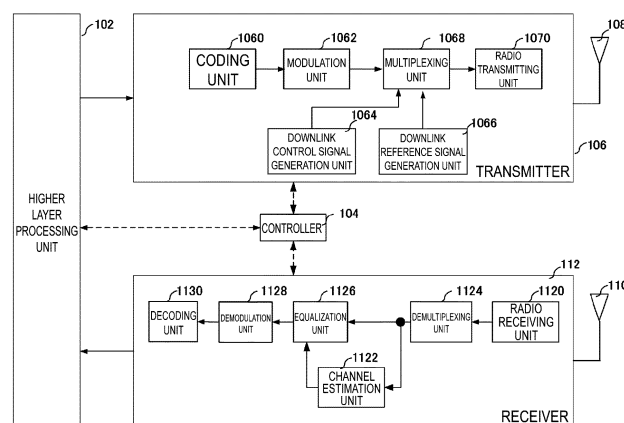 102
1060
CODING
UNIT
1062
MODULATION
UNIT
1068
MULTIPLEXING
UNIT
1070
RADIO
TRANSMITTING
UNIT
108
1064
DOWNLINK
CONTROL SIGNAL
GENERATION UNIT
1066
DOWNLINK
REFERENCE SIGNAL
GENERATION UNIT
106
TRANSMITTER
HIGHER
LAYER
PROCESSING
UNIT
CONTROLLER
104
112
1130
DECODING
UNIT
1128
DEMODULATION
UNIT
1126
EQUALIZATION
UNIT
1124
DEMULTIPLEXING
UNIT
1120
RADIO
RECEIVING
UNIT
110
1122
CHANNEL
ESTIMATION
UNIT
RECEIVER